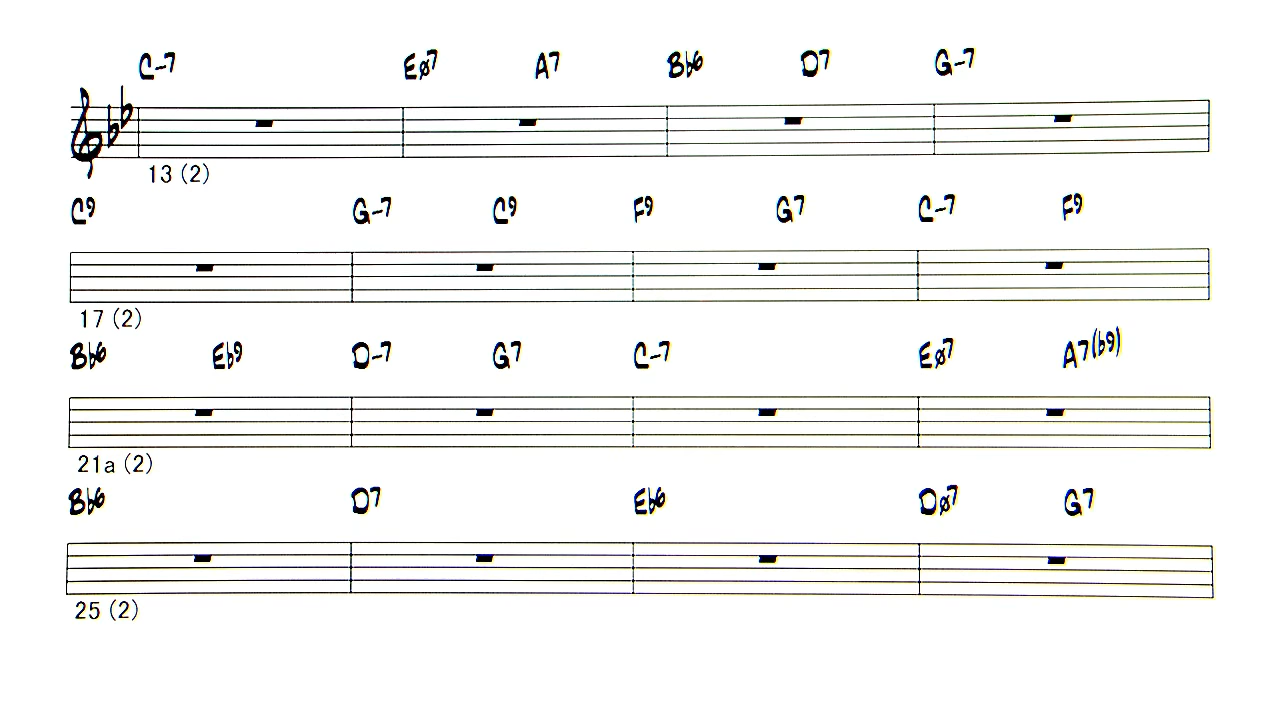 C-7 Eø7 A7 Bb6 D7 G-7
13 (2)
C9 G-7 C9 F9 G7 C-7 F9
17 (2)
Bb6 Eb9 D-7 G7 C-7 Eø7 A7(b9)
21a (2)
Bb6 D7 Eb6 Dø7 G7
25 (2)